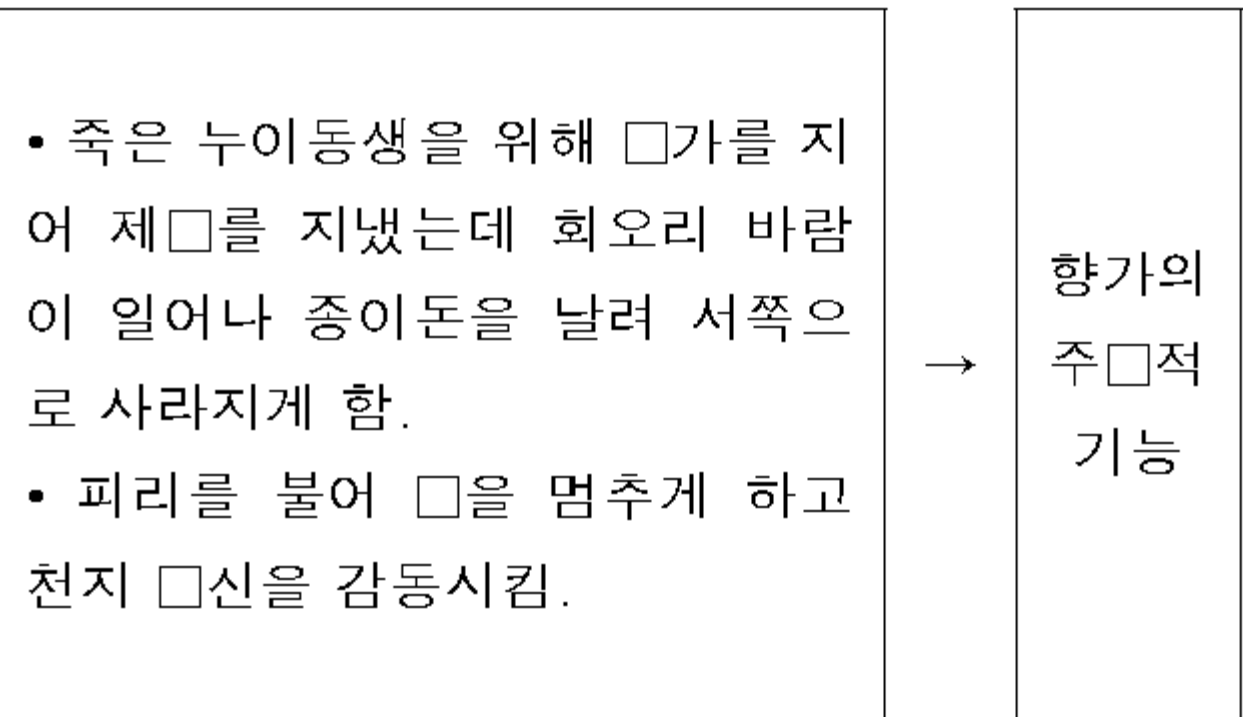 • 죽은 누이동생을 위해 □가를 지
어 제□를 지냈는데 회오리 바람
이 일어나 종이돈을 날려 서쪽으
로 사라지게 함.
• 피리를 불어 □을 멈추게 하고
천지 □신을 감동시킴.
→
향가의
주□적
기능